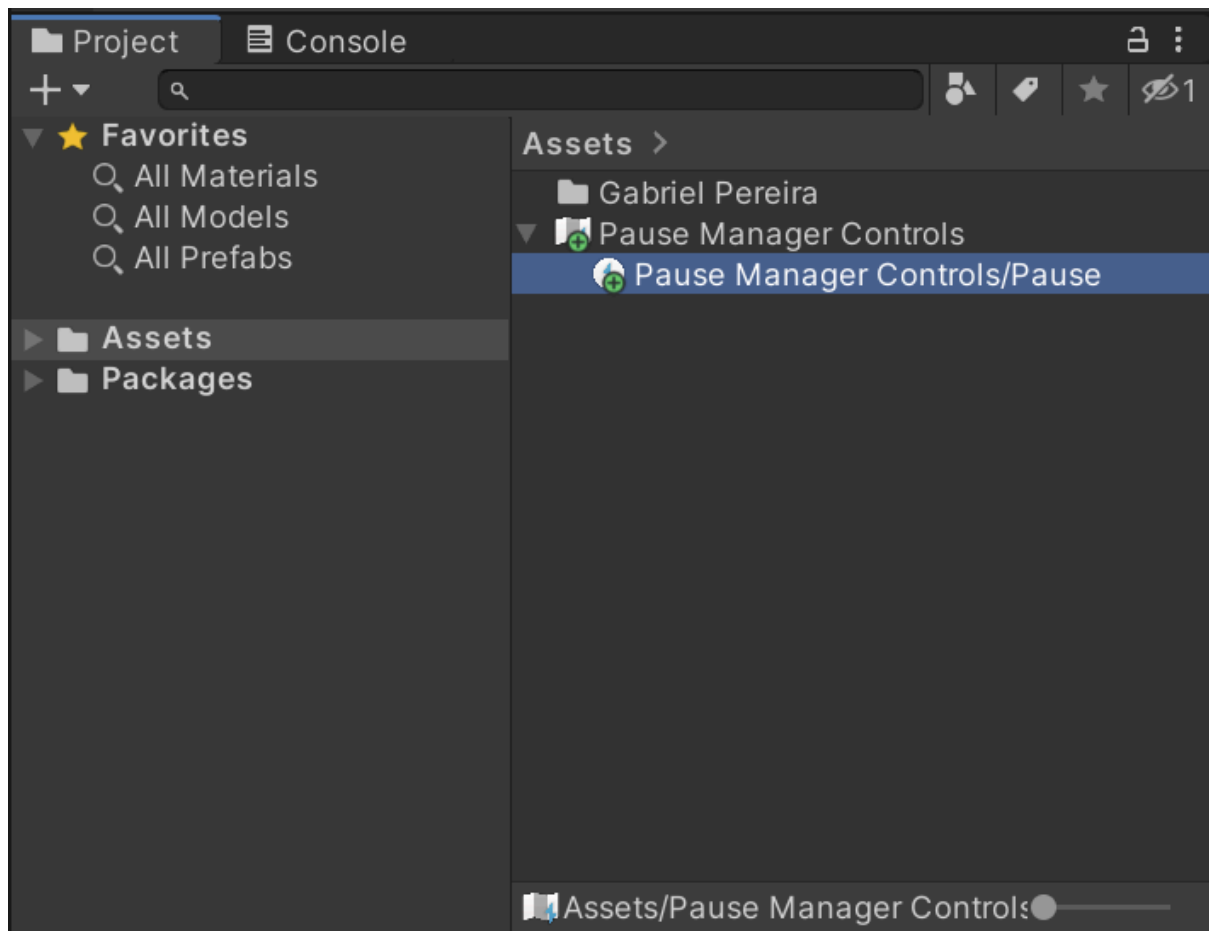 Project Console
1
Favorites
All Materials
All Models
All Prefabs
Assets
Packages
Assets >
Gabriel Pereira
Pause Manager Controls
Pause Manager Controls/Pause
Assets/Pause Manager Controls